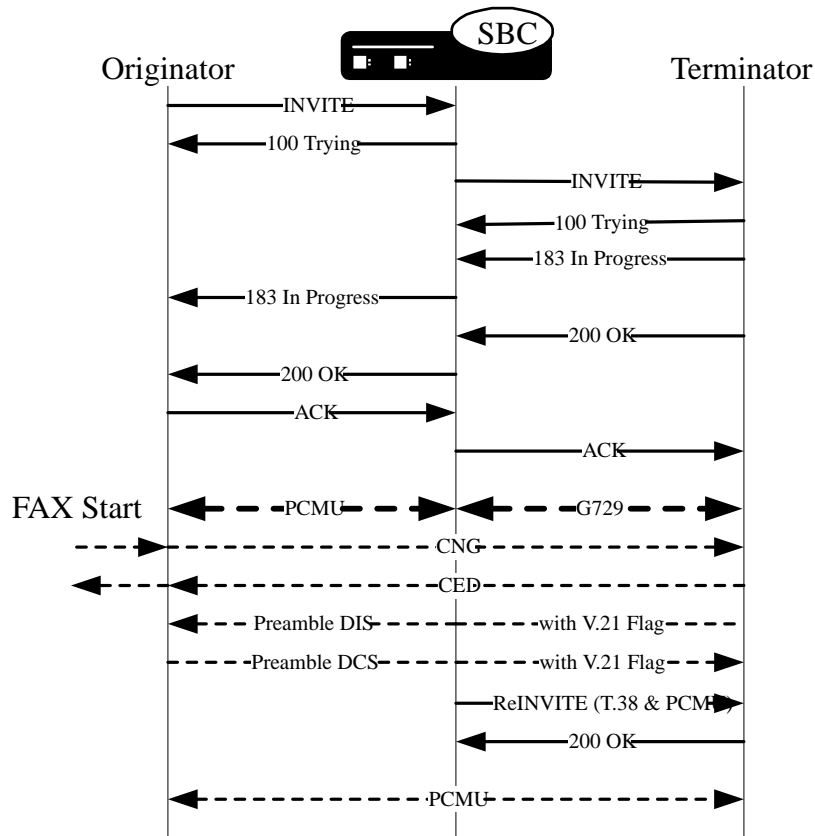 SBC
Originator
Terminator
INVITE
100 Trying
INVITE
100 Trying
183 In Progress
183 In Progress
200 OK
200 OK
ACK
ACK
FAX Start
PCMU
G729
CNG
CED
Preamble DIS
with V.21 Flag
Preamble DCS
with V.21 Flag
ReINVITE (T.38 & PCMU)
200 OK
PCMU